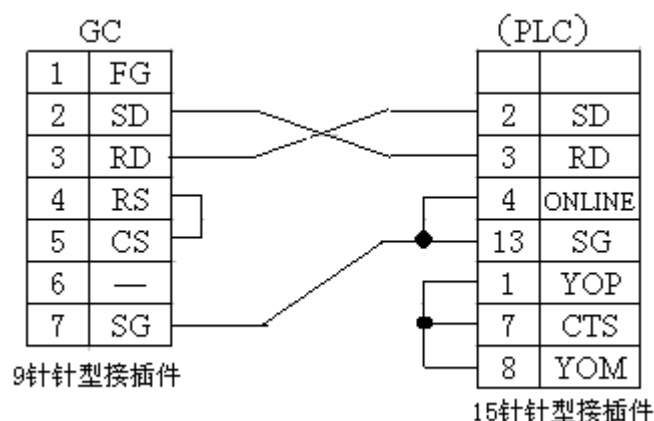 GC (PLC)
1 FG
2 SD 2 SD
3 RD 3 RD
4 RS 4 ONLINE
5 CS 13 SG
6 — 1 YOP
7 SG 7 CTS
8 YOM
9针针型接插件
15针针型接插件